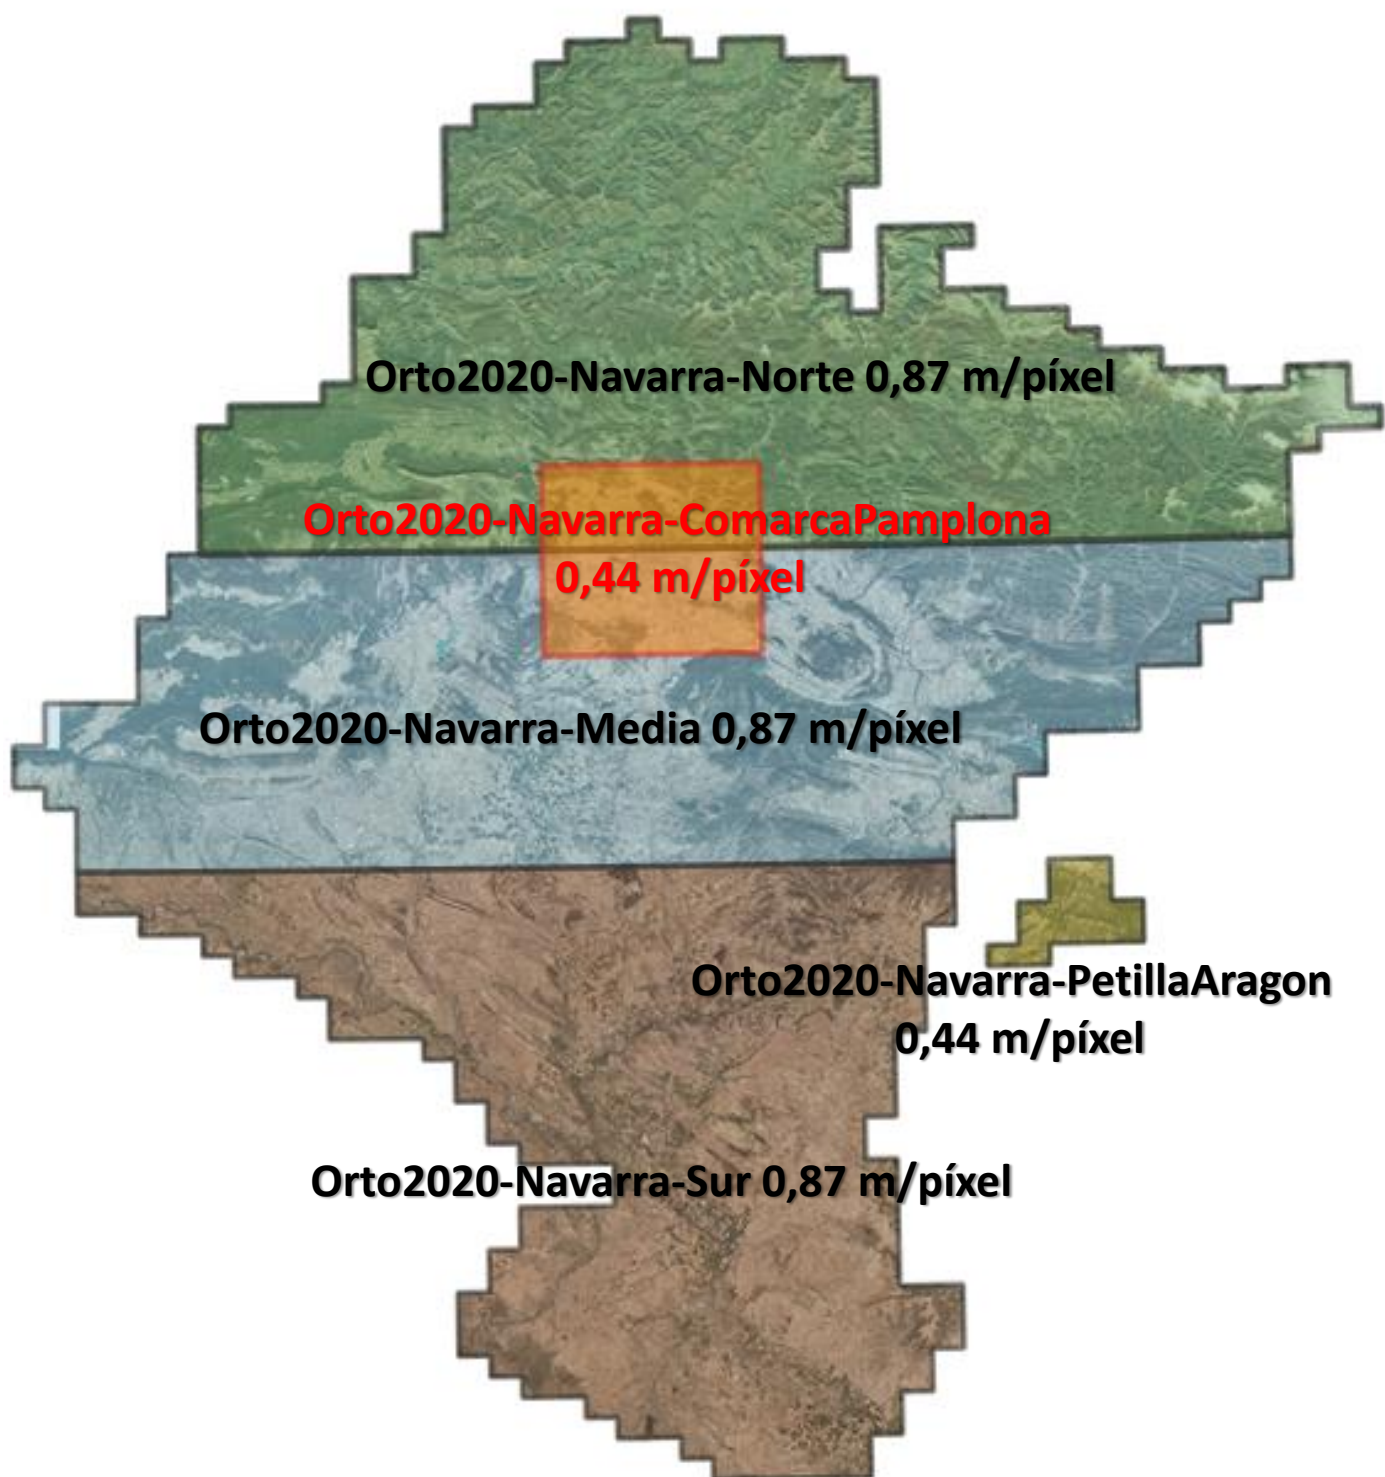 Orto2020-Navarra-Norte 0,87 m/píxel
Orto2020-Navarra-ComarcaPamplona
0,44 m/píxel
Orto2020-Navarra-Media 0,87 m/píxel
Orto2020-Navarra-PetillaAragon
0,44 m/píxel
Orto2020-Navarra-Sur 0,87 m/píxel